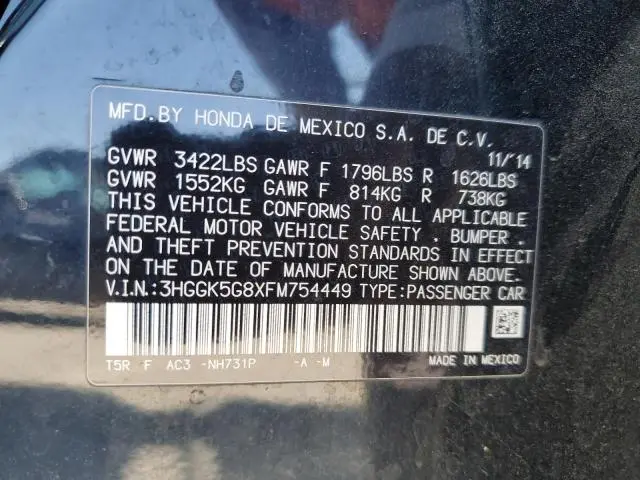 MFD.BY HONDA DE MEXICO S.A. DE C.V.
11/'14
GVWR 3422LBS GAWR F 1796LBS R 1626LBS
GVWR 1552KG GAWR F 814KG R 738KG
THIS VEHICLE CONFORMS TO ALL APPLICABLE
FEDERAL MOTOR VEHICLE SAFETY , BUMPER ,
AND THEFT PREVENTION STANDARDS IN EFFECT
ON THE DATE OF MANUFACTURE SHOWN ABOVE.
V.I.N.:3HGGK5G8XFM754449 TYPE:PASSENGER CAR
T5R F AC3 -NH731P -A -M MADE IN MEXICO